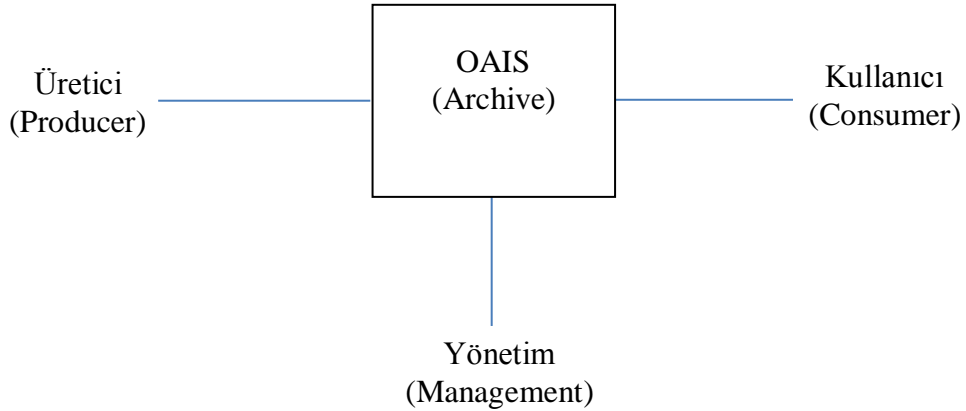 Üretici
(Producer)
OAIS
(Archive)
Kullanıcı
(Consumer)
Yönetim
(Management)